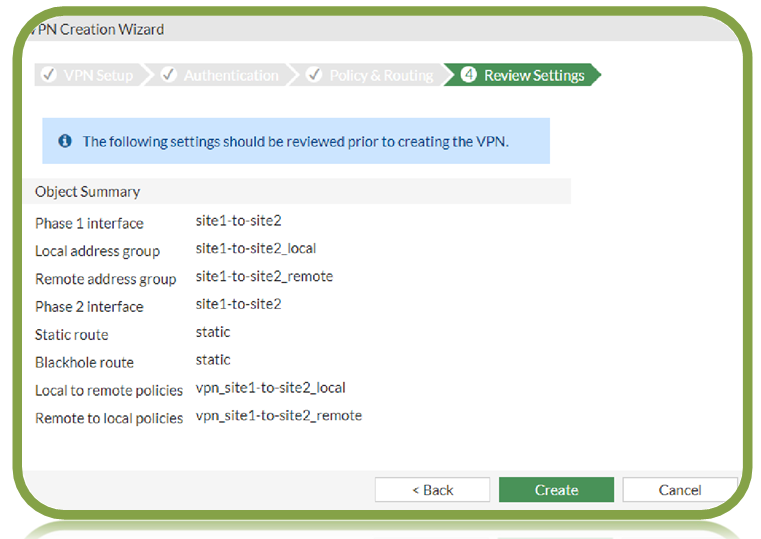 VPN Creation Wizard
VPN Setup Authentication Policy & Routing 4 Review Settings
The following settings should be reviewed prior to creating the VPN.
Object Summary
Phase 1 interface site1-to-site2
Local address group site1-to-site2_local
Remote address group site1-to-site2_remote
Phase 2 interface site1-to-site2
Static route static
Blackhole route static
Local to remote policies vpn_site1-to-site2_local
Remote to local policies vpn_site1-to-site2_remote
< Back Create Cancel